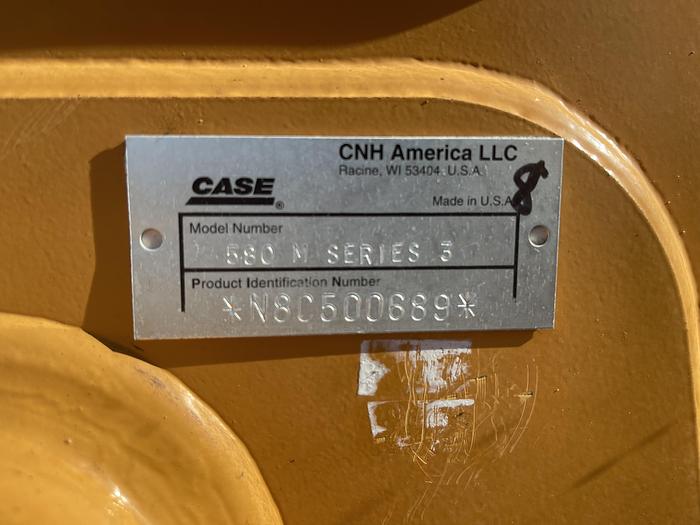 CNH America LLC
Racine, WI 53404 U.S.A.
CASE®
Made in U.S.A.
8
Model Number
580 M SERIES 3
Product Identification Number
*N8C500689*